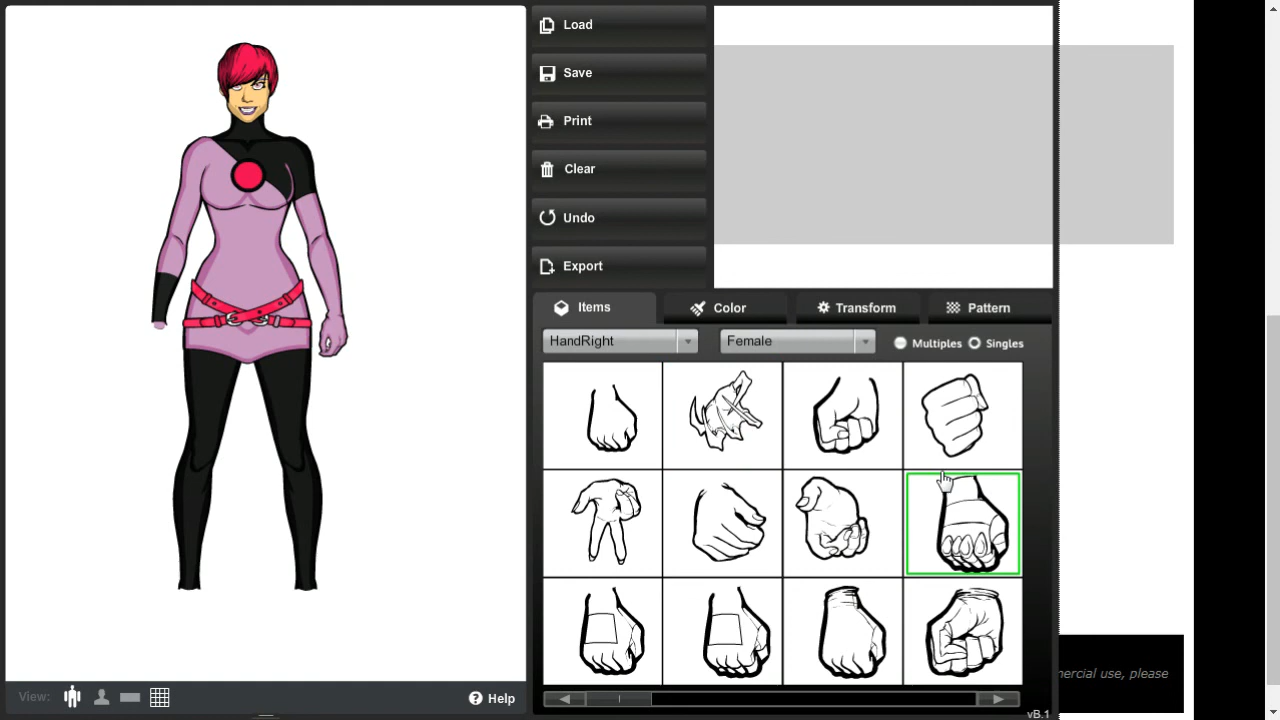 Load
Save
Print
Clear
Undo
Export
Items Color Transform Pattern
HandRight Female Multiples Singles
View: Help
mercial use, please
vB.1